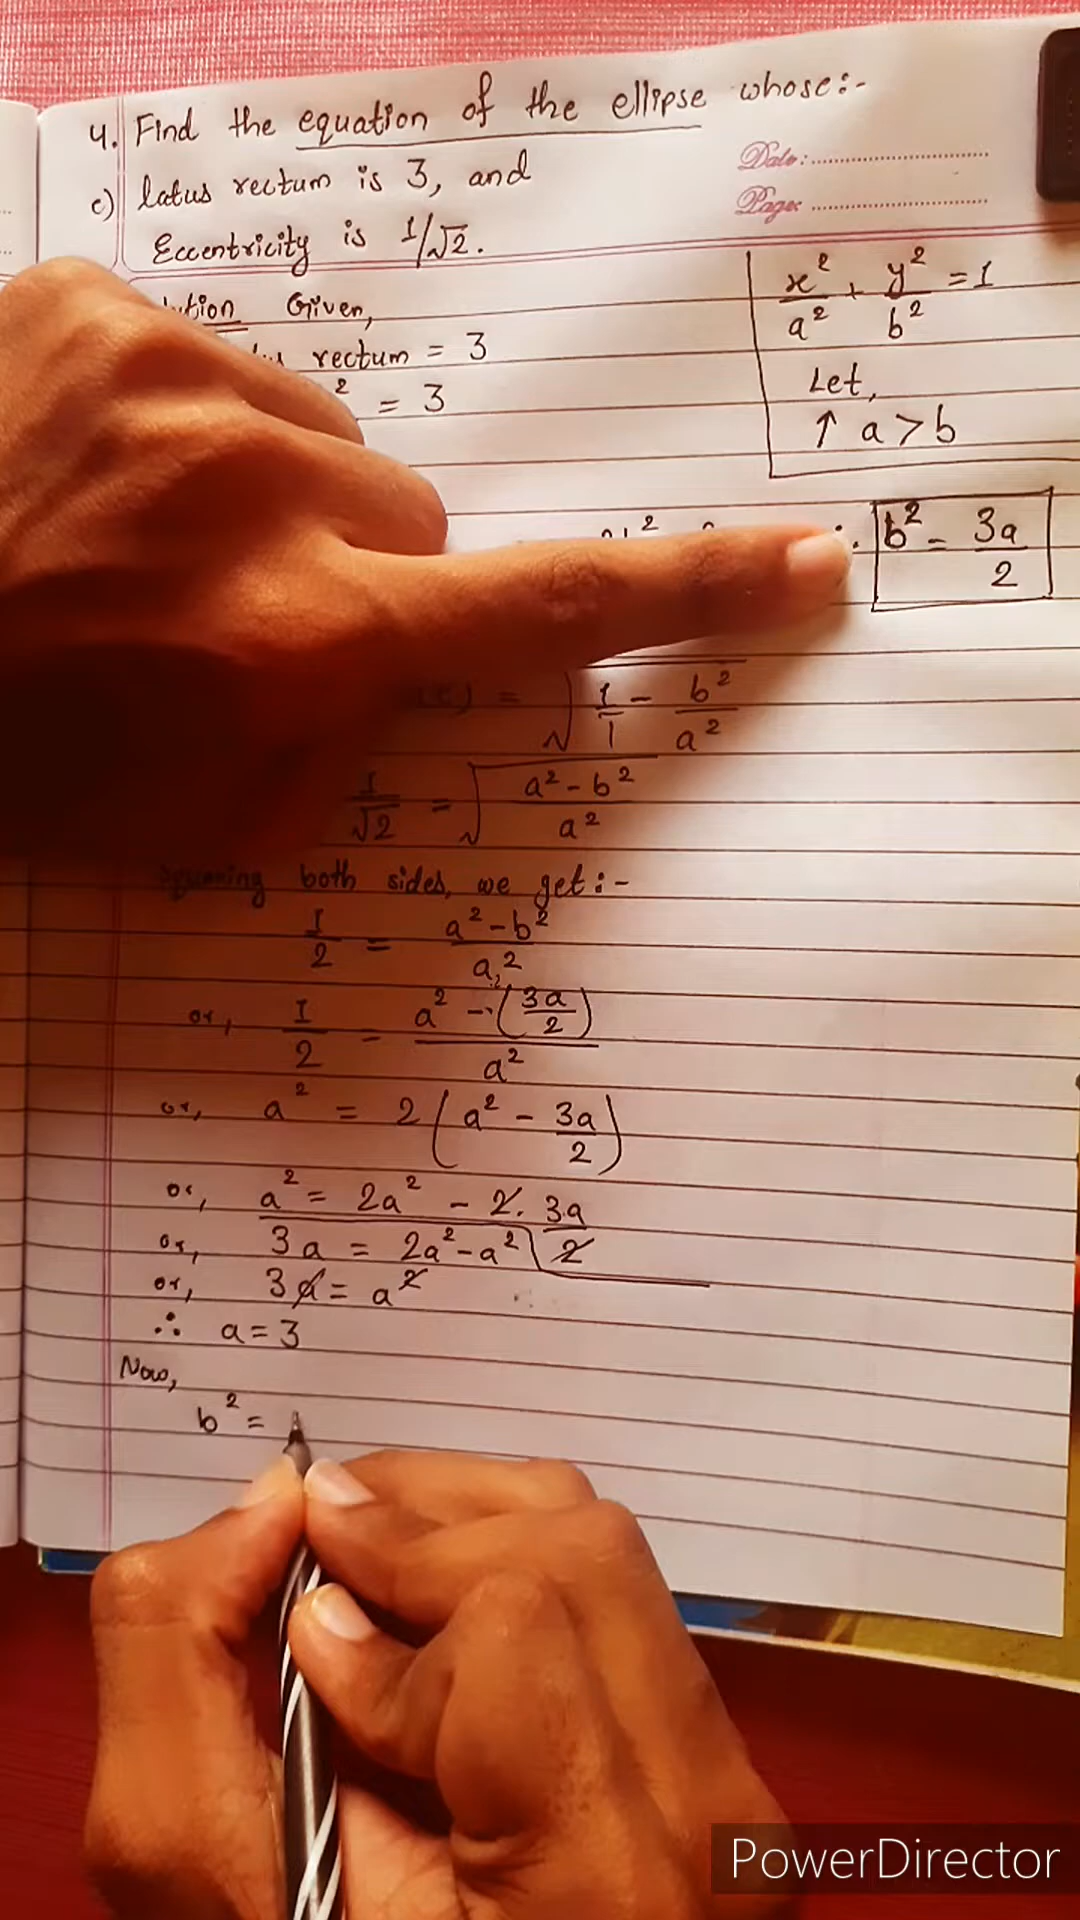 4. Find the equation of the ellipse whose:-
c) latus rectum is 3, and
Eccentricity is 1/√2.
Date:
Page:
Given,
rectum = 3
² = 3
x²/a² + y²/b² = 1
Let,
↑ a > b
∴ b² = 3a/2
= √(1/1 - b²/a²)
1/√2 = √((a² - b²)/a²)
Squaring both sides, we get:-
1/2 = (a² - b²)/a²
or, 1/2 = (a² - (3a/2))/a²
or, a² = 2(a² - 3a/2)
or, a² = 2a² - 2. 3a/2
or, 3a = 2a² - a²
or, 3a = a²
∴ a = 3
Now,
b² =
PowerDirector